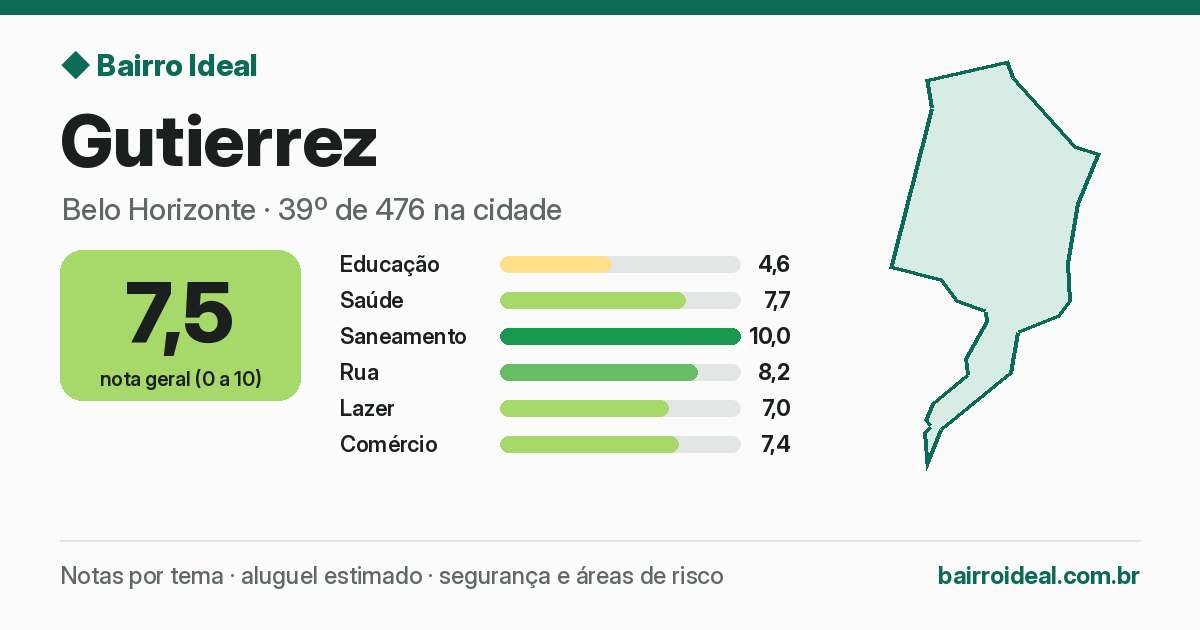 Bairro Ideal
Gutierrez
Belo Horizonte · 39º de 476 na cidade
7,5
nota geral (0 a 10)
Educação 4,6
Saúde 7,7
Saneamento 10,0
Rua 8,2
Lazer 7,0
Comércio 7,4
Notas por tema · aluguel estimado · segurança e áreas de risco
bairroideal.com.br